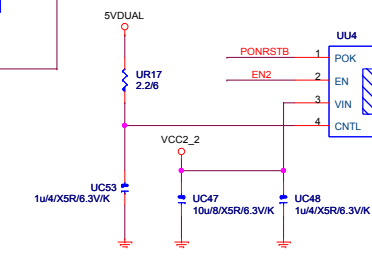 5VDUAL
UU4
PONRSTB
1
POK
UR17
2.2/6
EN2
2
EN
3
VIN
4
CNTL
VCC2_2
UC53
1u/4/X5R/6.3V/K
UC47
10u/8/X5R/6.3V/K
UC48
1u/4/X5R/6.3V/K